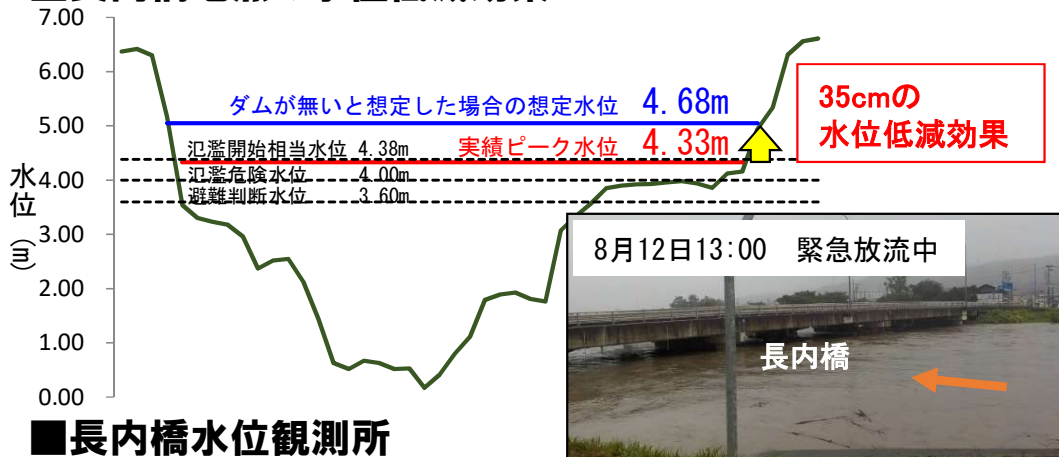 7.00
6.00
5.00
4.00
3.00
2.00
1.00
0.00
水位 (m)
ダムが無いと想定した場合の想定水位 4.68m
氾濫開始相当水位 4.38m
実績ピーク水位 4.33m
氾濫危険水位 4.00m
避難判断水位 3.60m
35cmの
水位低減効果
8月12日13:00 緊急放流中
長内橋
■長内橋水位観測所